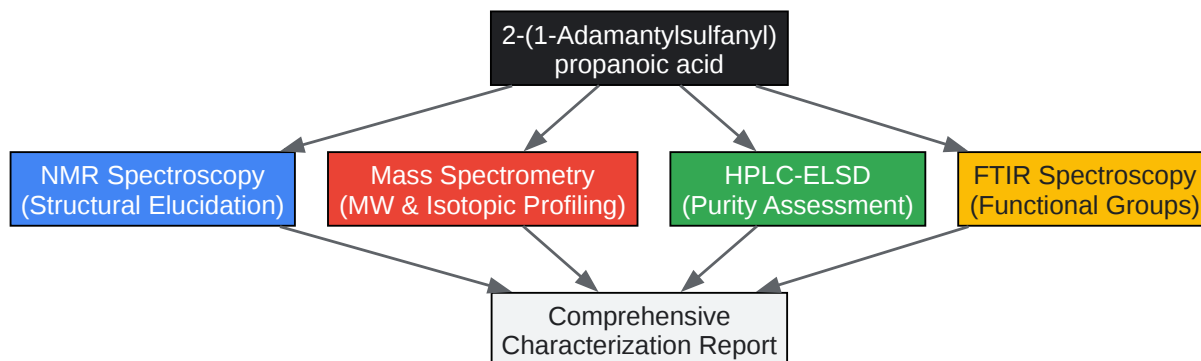 2-(1-Adamantylsulfanyl)
propanoic acid
NMR Spectroscopy
(Structural Elucidation)
Mass Spectrometry
(MW & Isotopic Profiling)
HPLC-ELSD
(Purity Assessment)
FTIR Spectroscopy
(Functional Groups)
Comprehensive
Characterization Report